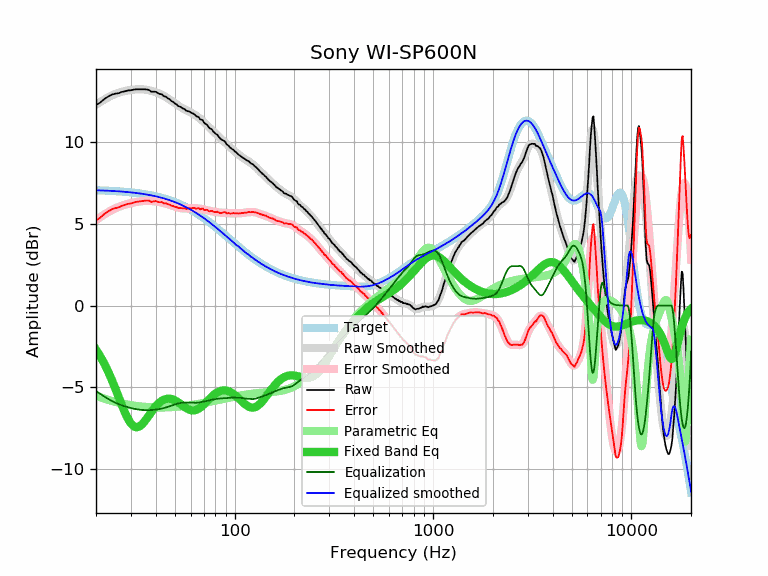 Sony WI-SP600N
Amplitude (dBr)
10
5
0
−5
−10
Target
Raw Smoothed
Error Smoothed
Raw
Error
Parametric Eq
Fixed Band Eq
Equalization
Equalized smoothed
100
1000
10000
Frequency (Hz)